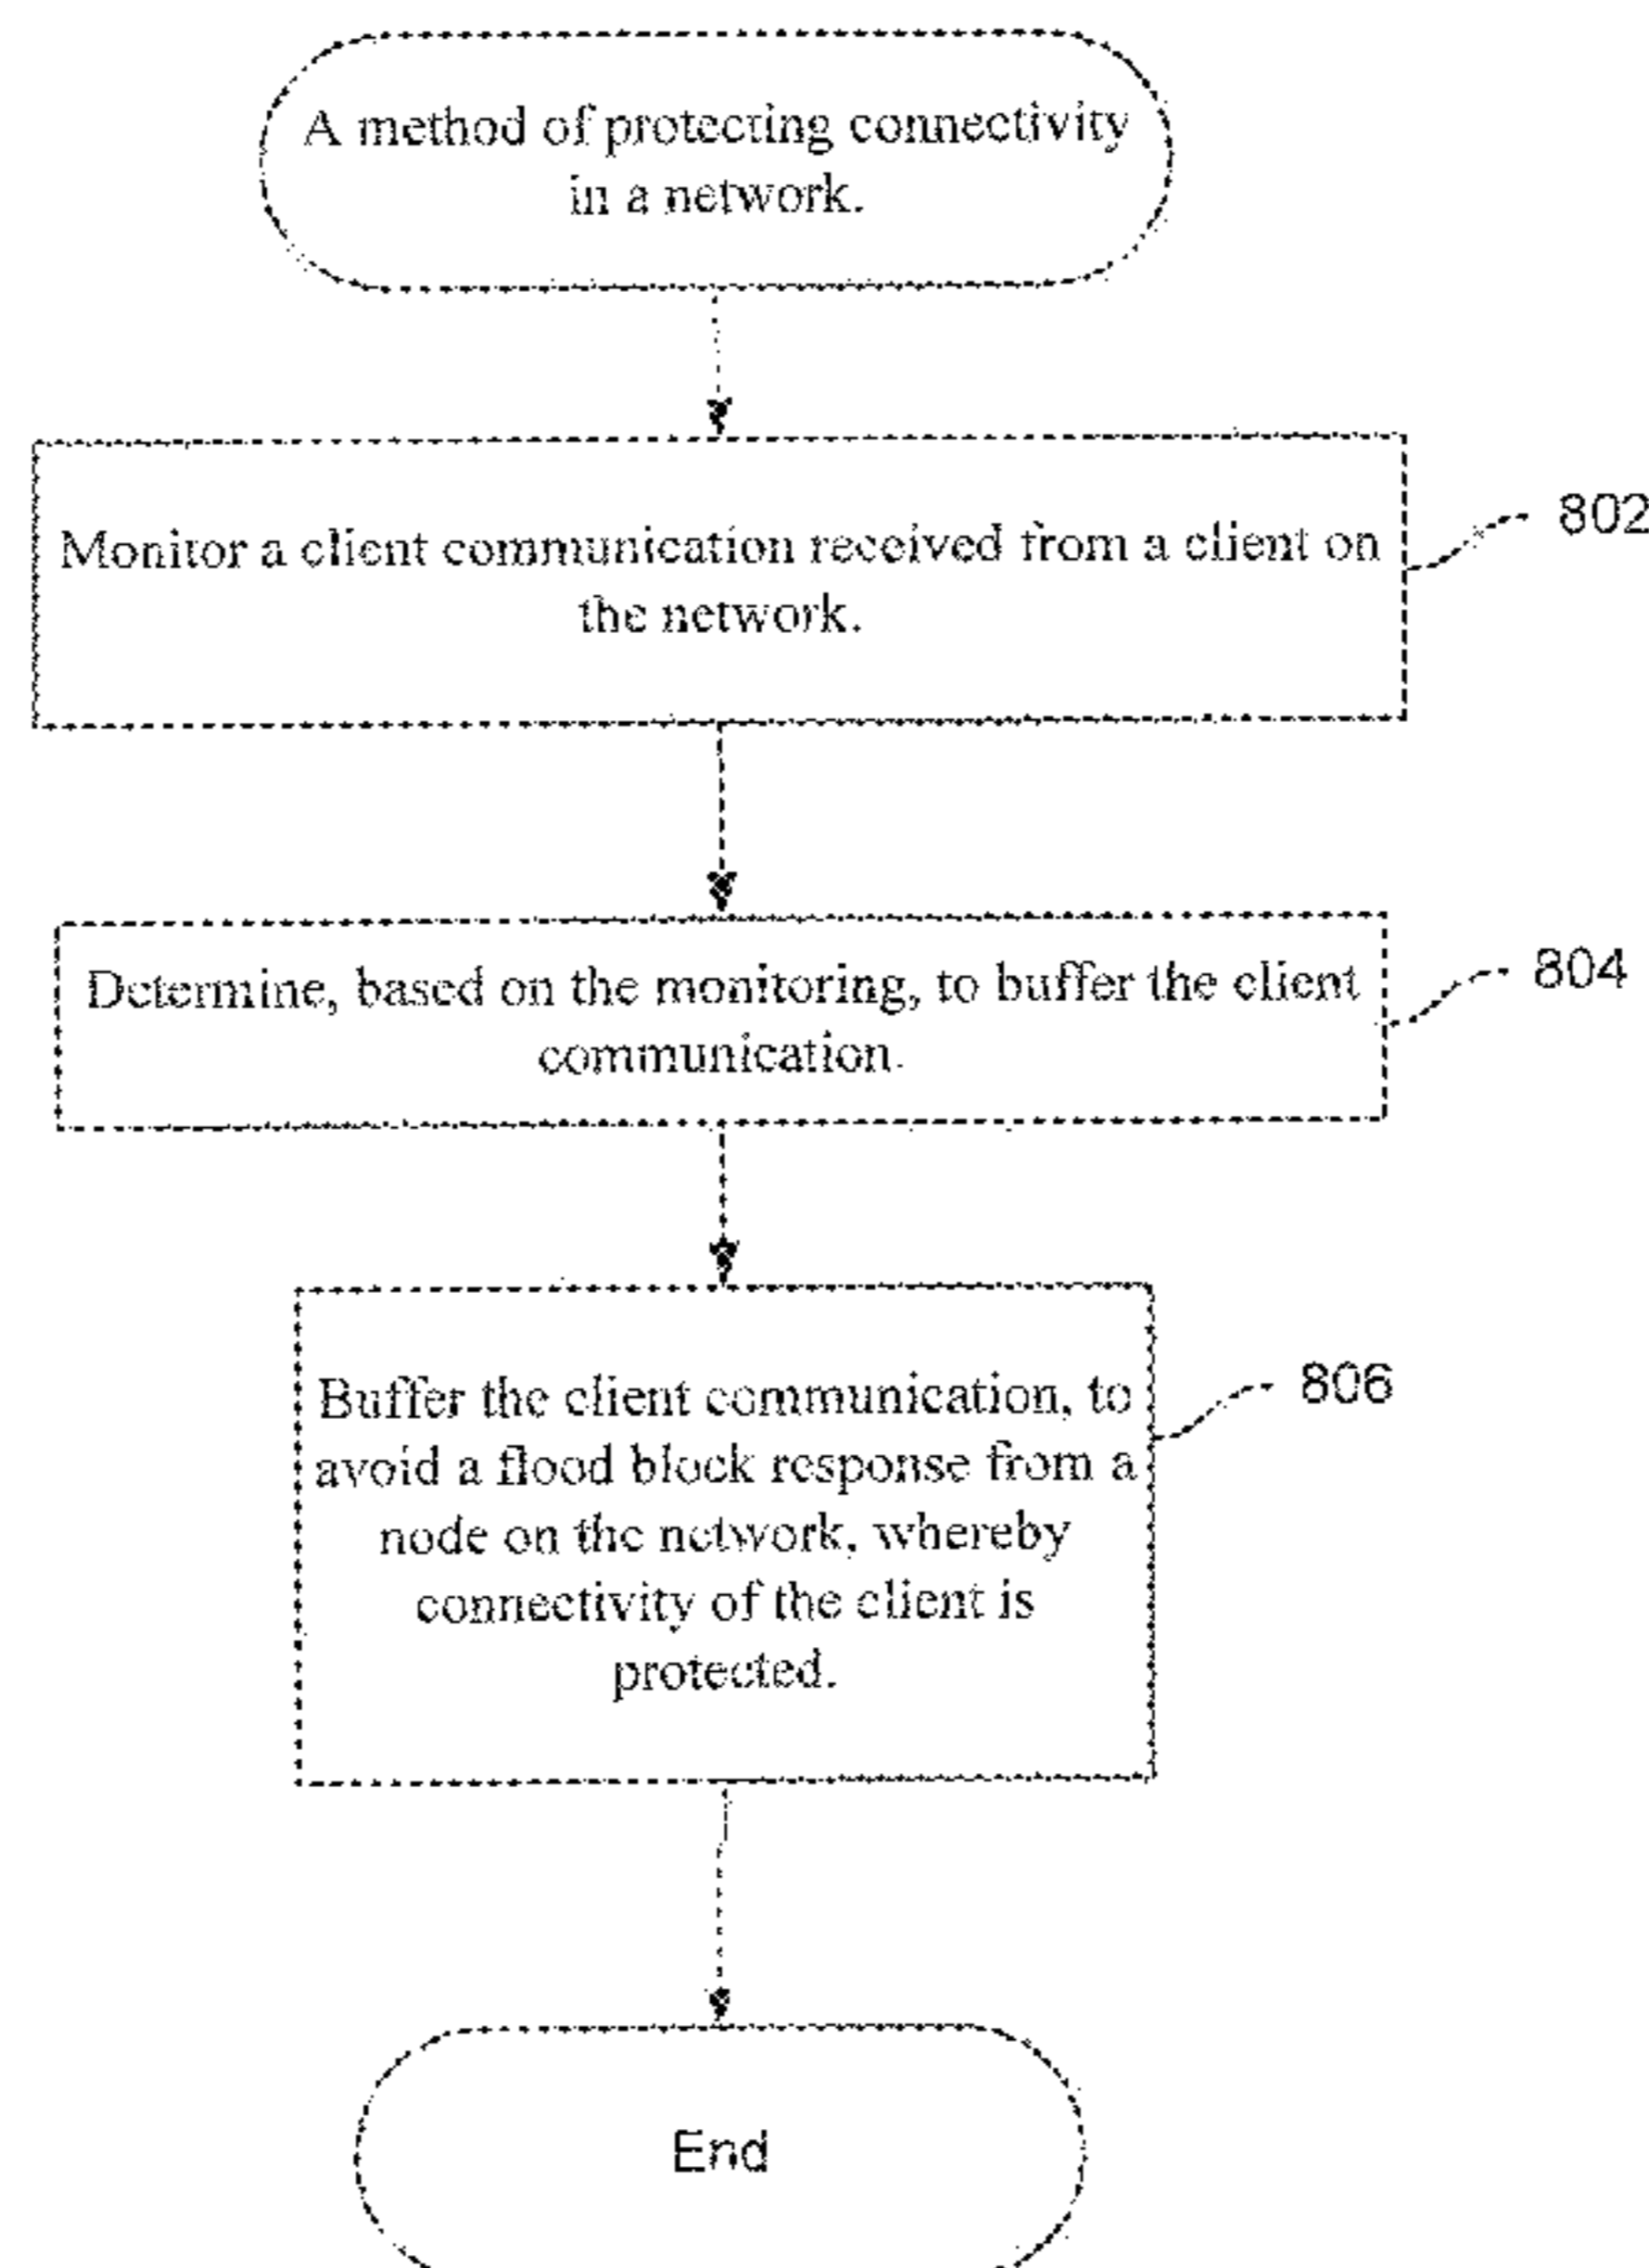 A method of protecting connectivity
in a network.
Monitor a client communication received from a client on
the network.
802
Determine, based on the monitoring, to buffer the client
communication.
804
Buffer the client communication, to
avoid a flood block response from a
node on the network, whereby
connectivity of the client is
protected.
806
End